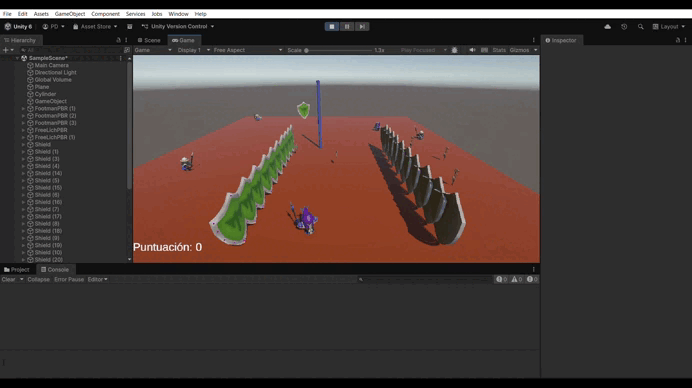 Edit Assets GameObject Component Services Jobs Window Help
Unity 6 PD Asset Store Unity Version Control Layout
Hierarchy Scene Game Inspector
All Game Display 1 Free Aspect Scale 1.3x Play Focused Stats Gizmos
SampleScene*
Main Camera
Directional Light
Global Volume
Plane
Cylinder
GameObject
FootmanPBR (1)
FootmanPBR (2)
FootmanPBR (3)
FreeLichPBR
FreeLichPBR (1)
Shield
Shield (1)
Shield (3)
Shield (4)
Shield (14)
Shield (5)
Shield (15)
Shield (6)
Shield (16)
Shield (7)
Shield (17)
Shield (8)
Shield (18)
Shield (9)
Shield (19)
Shield (10)
Shield (20)
Puntuación: 0
Project Console
Clear Collapse Error Pause Editor 0 0 0